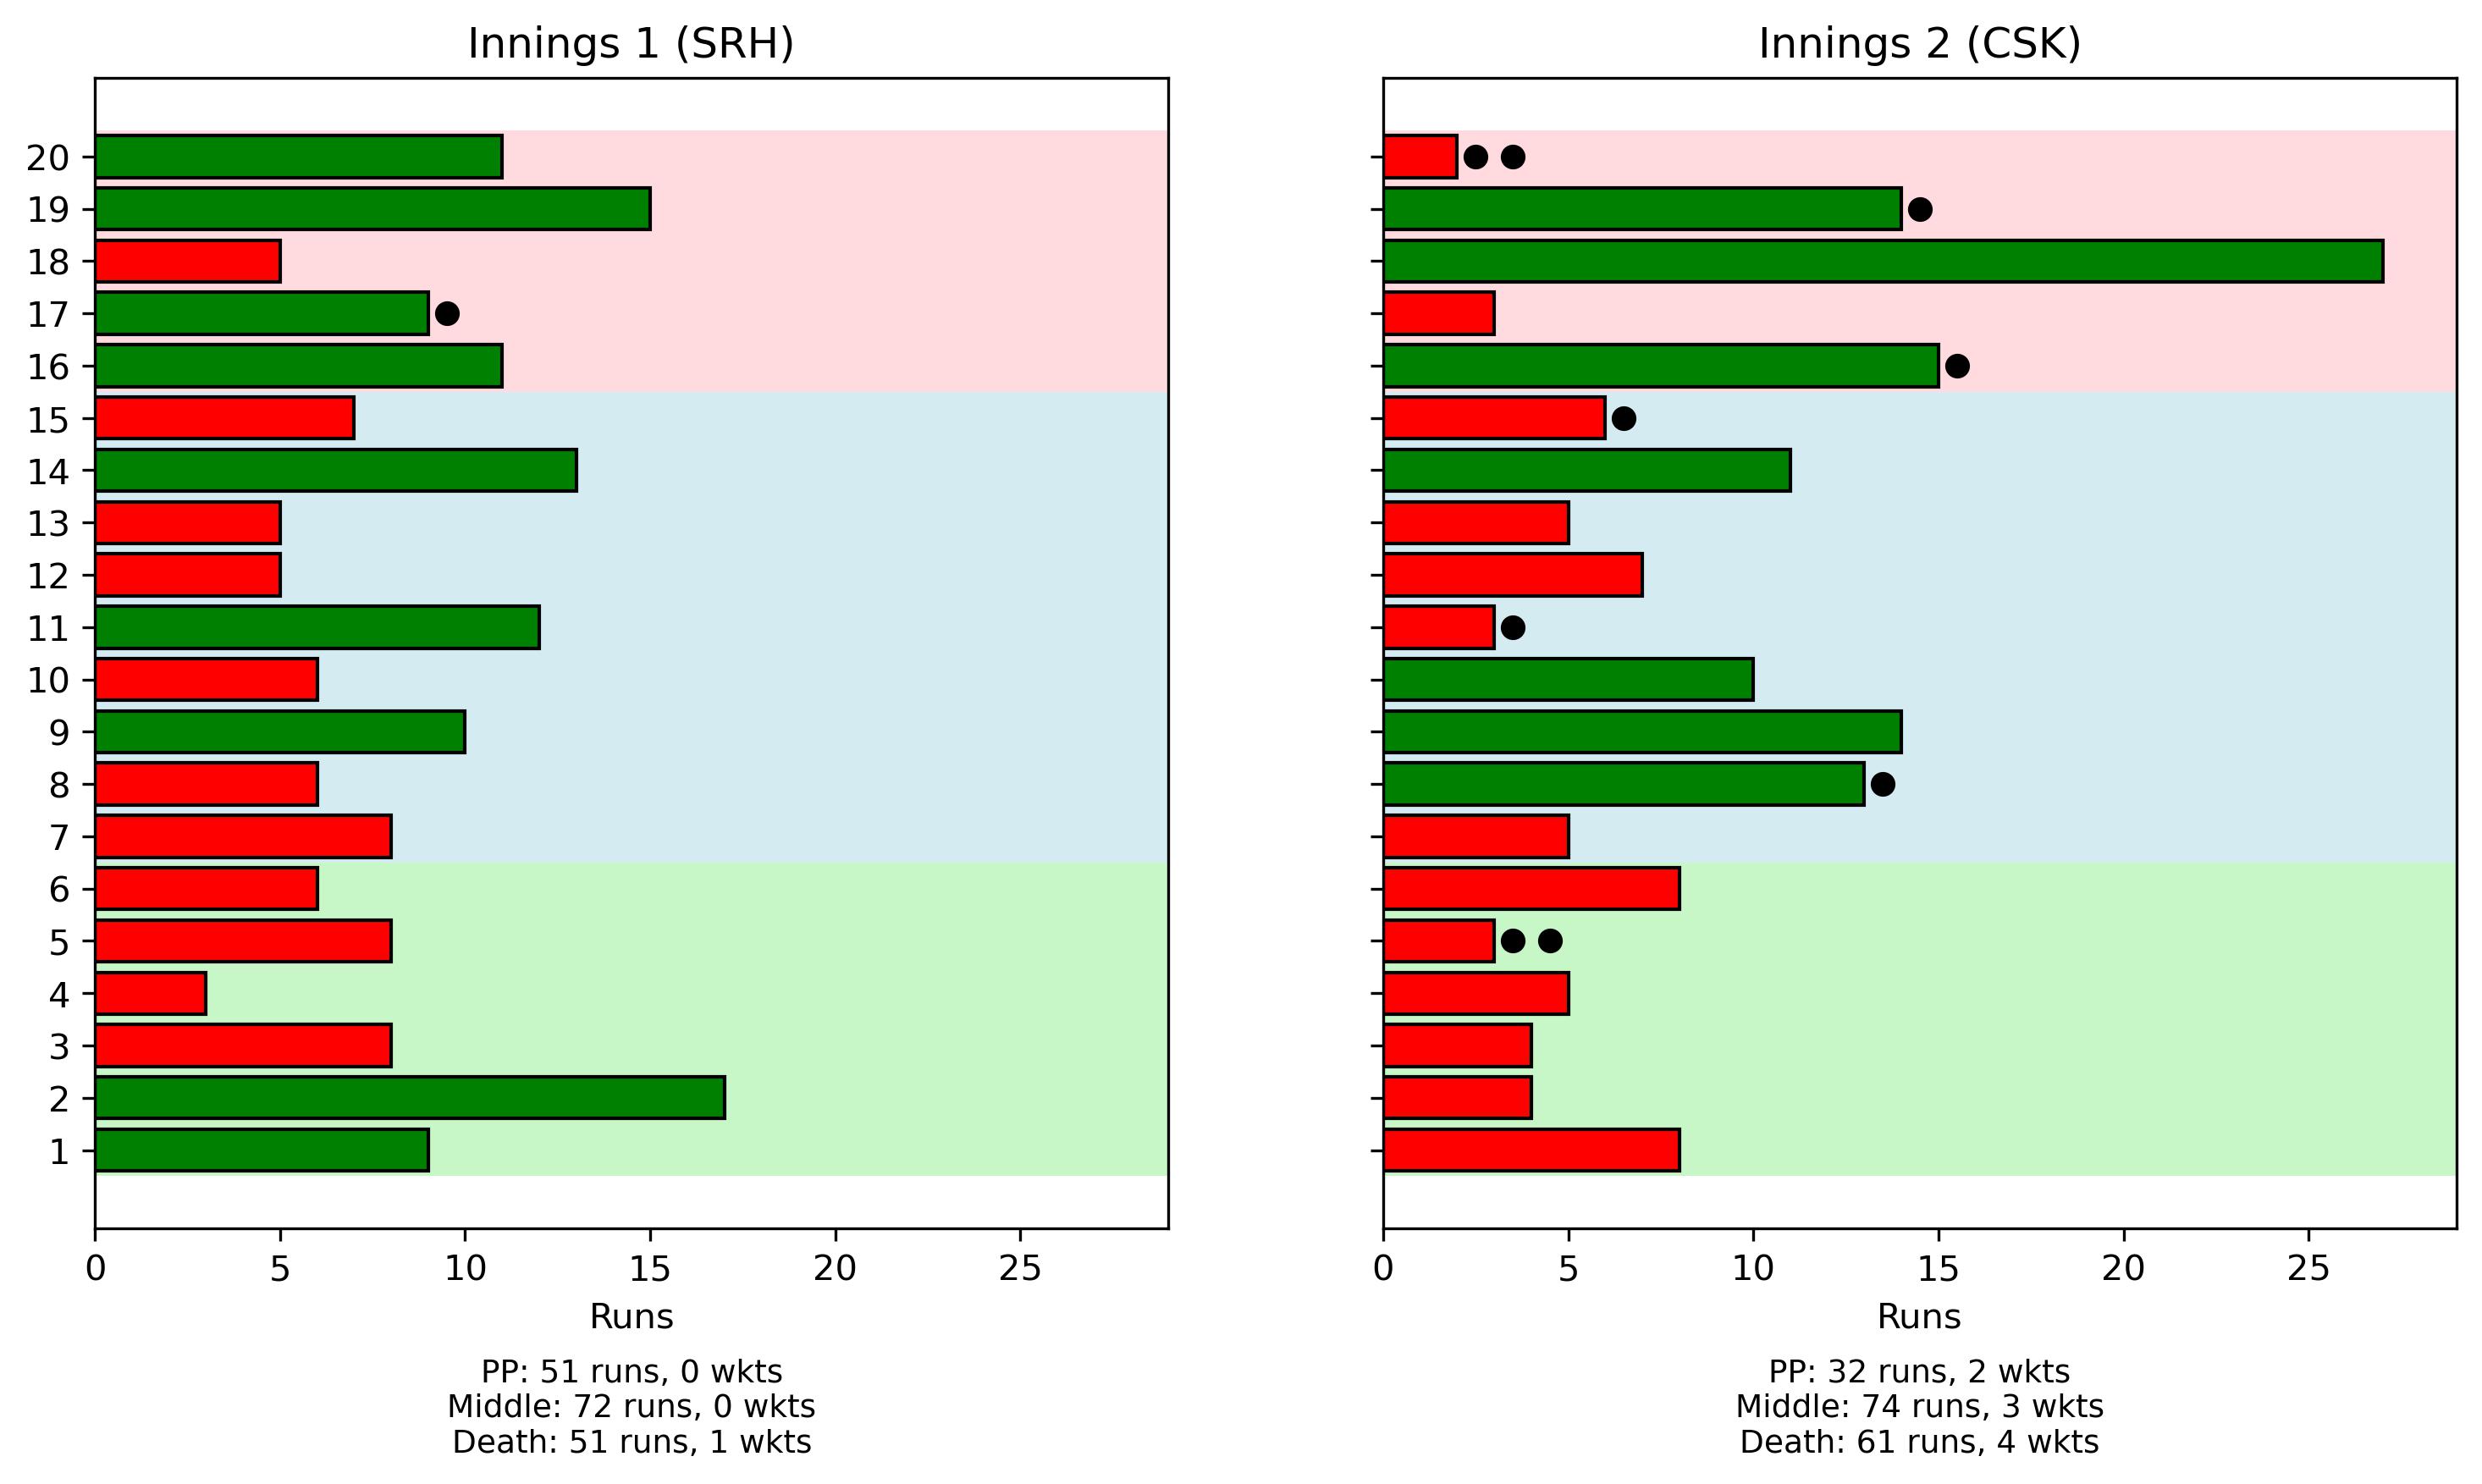 Innings 1 (SRH)
20
19
18
17
16
15
14
13
12
11
10
9
8
7
6
5
4
3
2
1
0 5 10 15 20 25
Runs
PP: 51 runs, 0 wkts
Middle: 72 runs, 0 wkts
Death: 51 runs, 1 wkts
Innings 2 (CSK)
0 5 10 15 20 25
Runs
PP: 32 runs, 2 wkts
Middle: 74 runs, 3 wkts
Death: 61 runs, 4 wkts